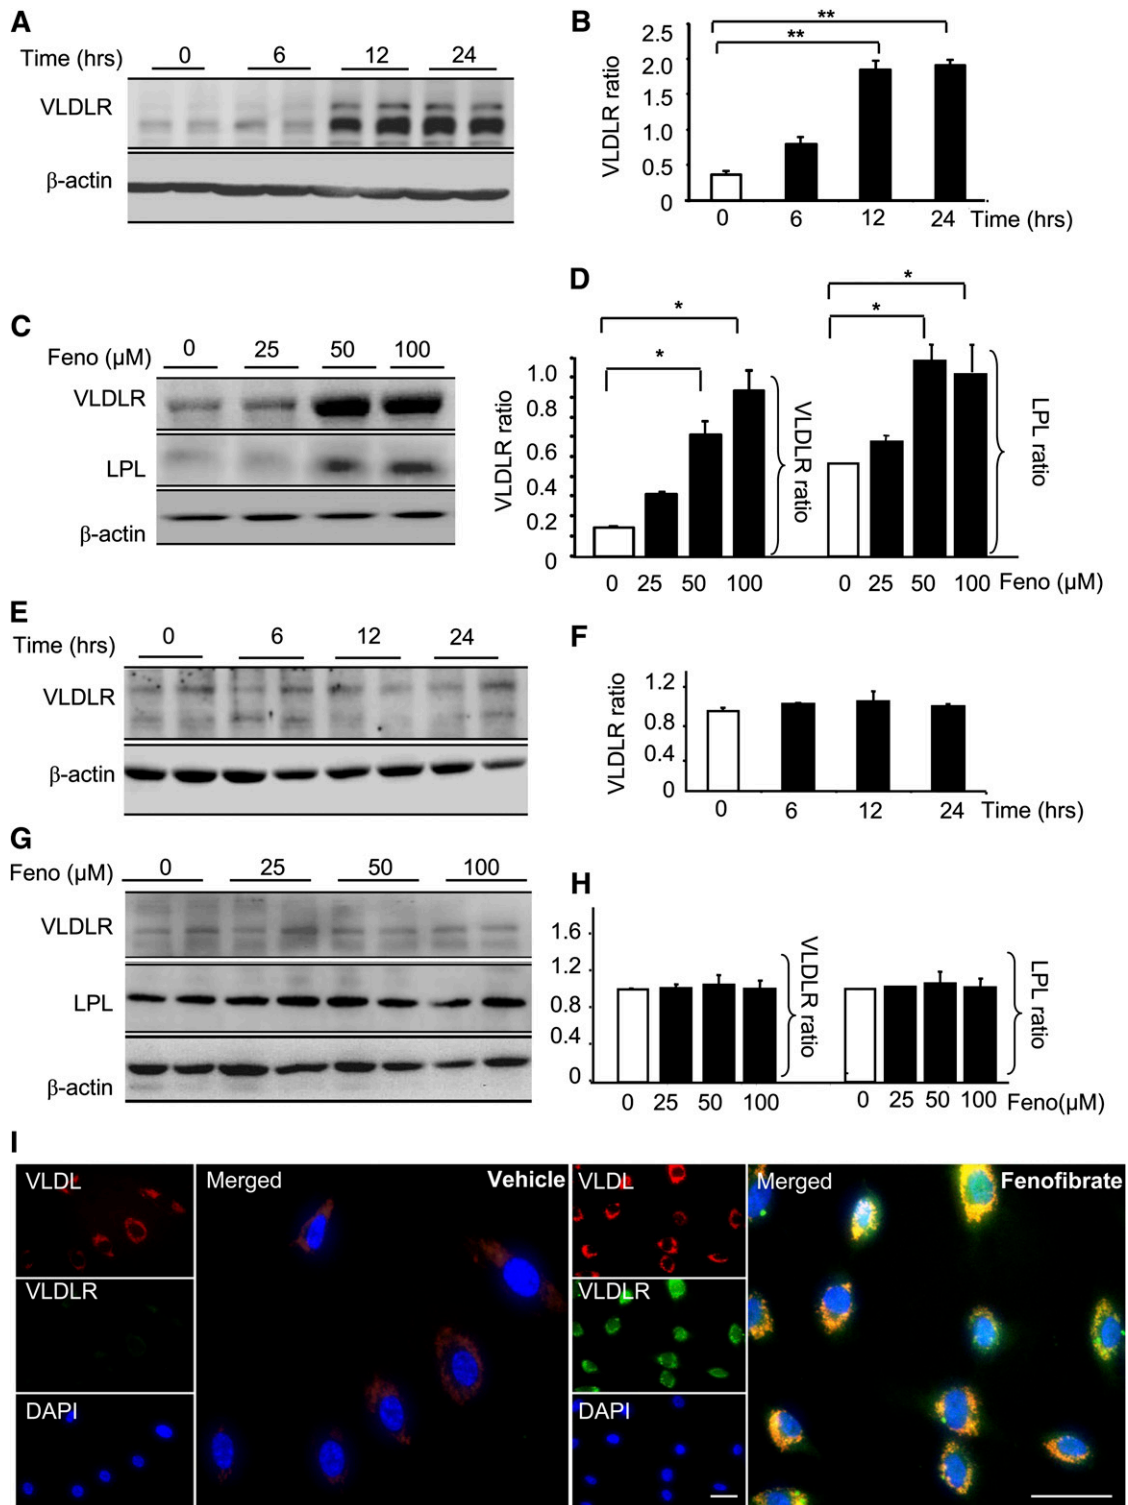 A
Time (hrs) 0 6 12 24
VLDLR
β-actin
B
** 
**
VLDLR ratio
2.5
2.0
1.5
1.0
0.5
0
0 6 12 24 Time (hrs)
C
Feno (µM) 0 25 50 100
VLDLR
LPL
β-actin
D
*
*
*
*
VLDLR ratio
1.0
0.8
0.6
0.4
0.2
0
VLDLR ratio
LPL ratio
0 25 50 100 0 25 50 100 Feno (µM)
E
Time (hrs) 0 6 12 24
VLDLR
β-actin
F
VLDLR ratio
1.2
0.8
0.4
0
0 6 12 24 Time (hrs)
G
Feno (µM) 0 25 50 100
VLDLR
LPL
β-actin
H
1.6
1.2
0.8
0.4
0
VLDLR ratio
LPL ratio
0 25 50 100 0 25 50 100 Feno(µM)
I
VLDL Merged Vehicle VLDL Merged Fenofibrate
VLDLR VLDLR
DAPI DAPI